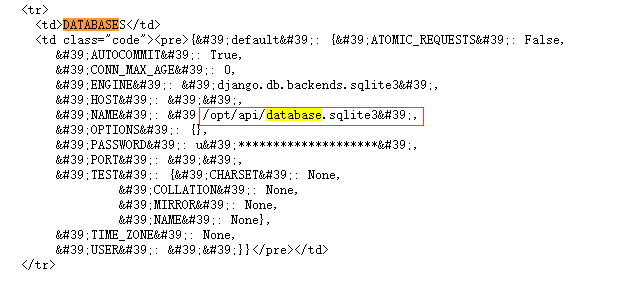 <tr>
<td>DATABASES</td>
<td class="code"><pre>{&#39;default&#39;: {&#39;ATOMIC_REQUESTS&#39;: False,
&#39;AUTOCOMMIT&#39;: True,
&#39;CONN_MAX_AGE&#39;: 0,
&#39;ENGINE&#39;: &#39;django.db.backends.sqlite3&#39;,
&#39;HOST&#39;: &#39;&#39;,
&#39;NAME&#39;: &#39;/opt/api/database.sqlite3&#39;,
&#39;OPTIONS&#39;: {},
&#39;PASSWORD&#39;: u&#39;********************&#39;,
&#39;PORT&#39;: &#39;&#39;,
&#39;TEST&#39;: {&#39;CHARSET&#39;: None,
&#39;COLLATION&#39;: None,
&#39;MIRROR&#39;: None,
&#39;NAME&#39;: None},
&#39;TIME_ZONE&#39;: None,
&#39;USER&#39;: &#39;&#39;}}</pre></td>
</tr>